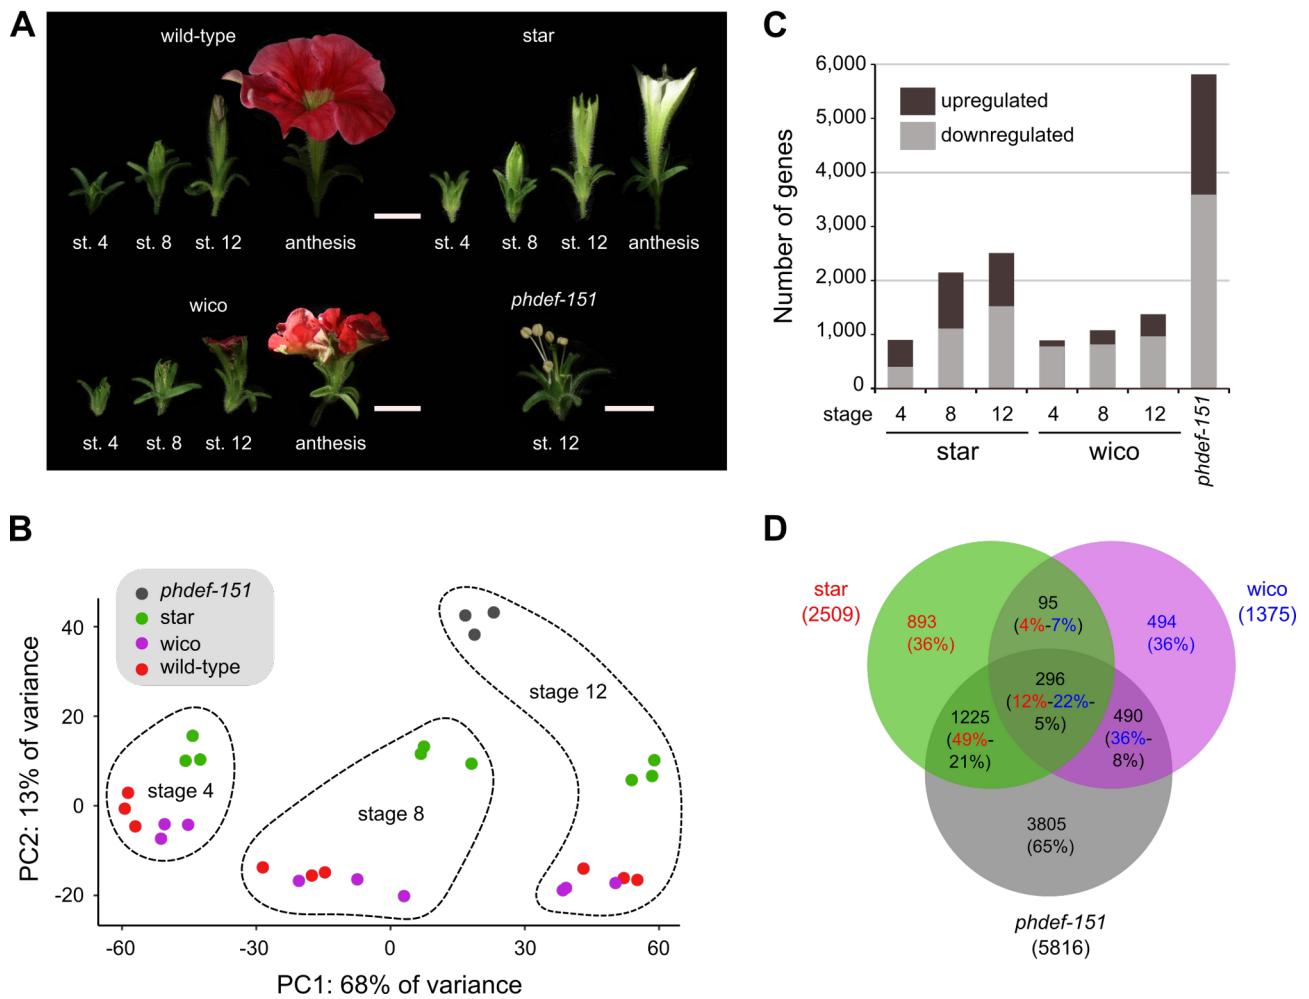 A
wild-type
star
st. 4
st. 8
st. 12
anthesis
st. 4
st. 8
st. 12
anthesis
wico
phdef-151
st. 4
st. 8
st. 12
anthesis
st. 12
B
phdef-151
star
wico
wild-type
PC2: 13% of variance
40
20
0
-20
stage 4
stage 8
stage 12
-60
-30
0
30
60
PC1: 68% of variance
C
Number of genes
6,000
5,000
4,000
3,000
2,000
1,000
0
upregulated
downregulated
stage
4
8
12
4
8
12
star
wico
phdef-151
D
star
(2509)
wico
(1375)
893
(36%)
95
(4%-7%)
494
(36%)
296
(12%-22%-
5%)
1225
(49%-
21%)
490
(36%-
8%)
3805
(65%)
phdef-151
(5816)